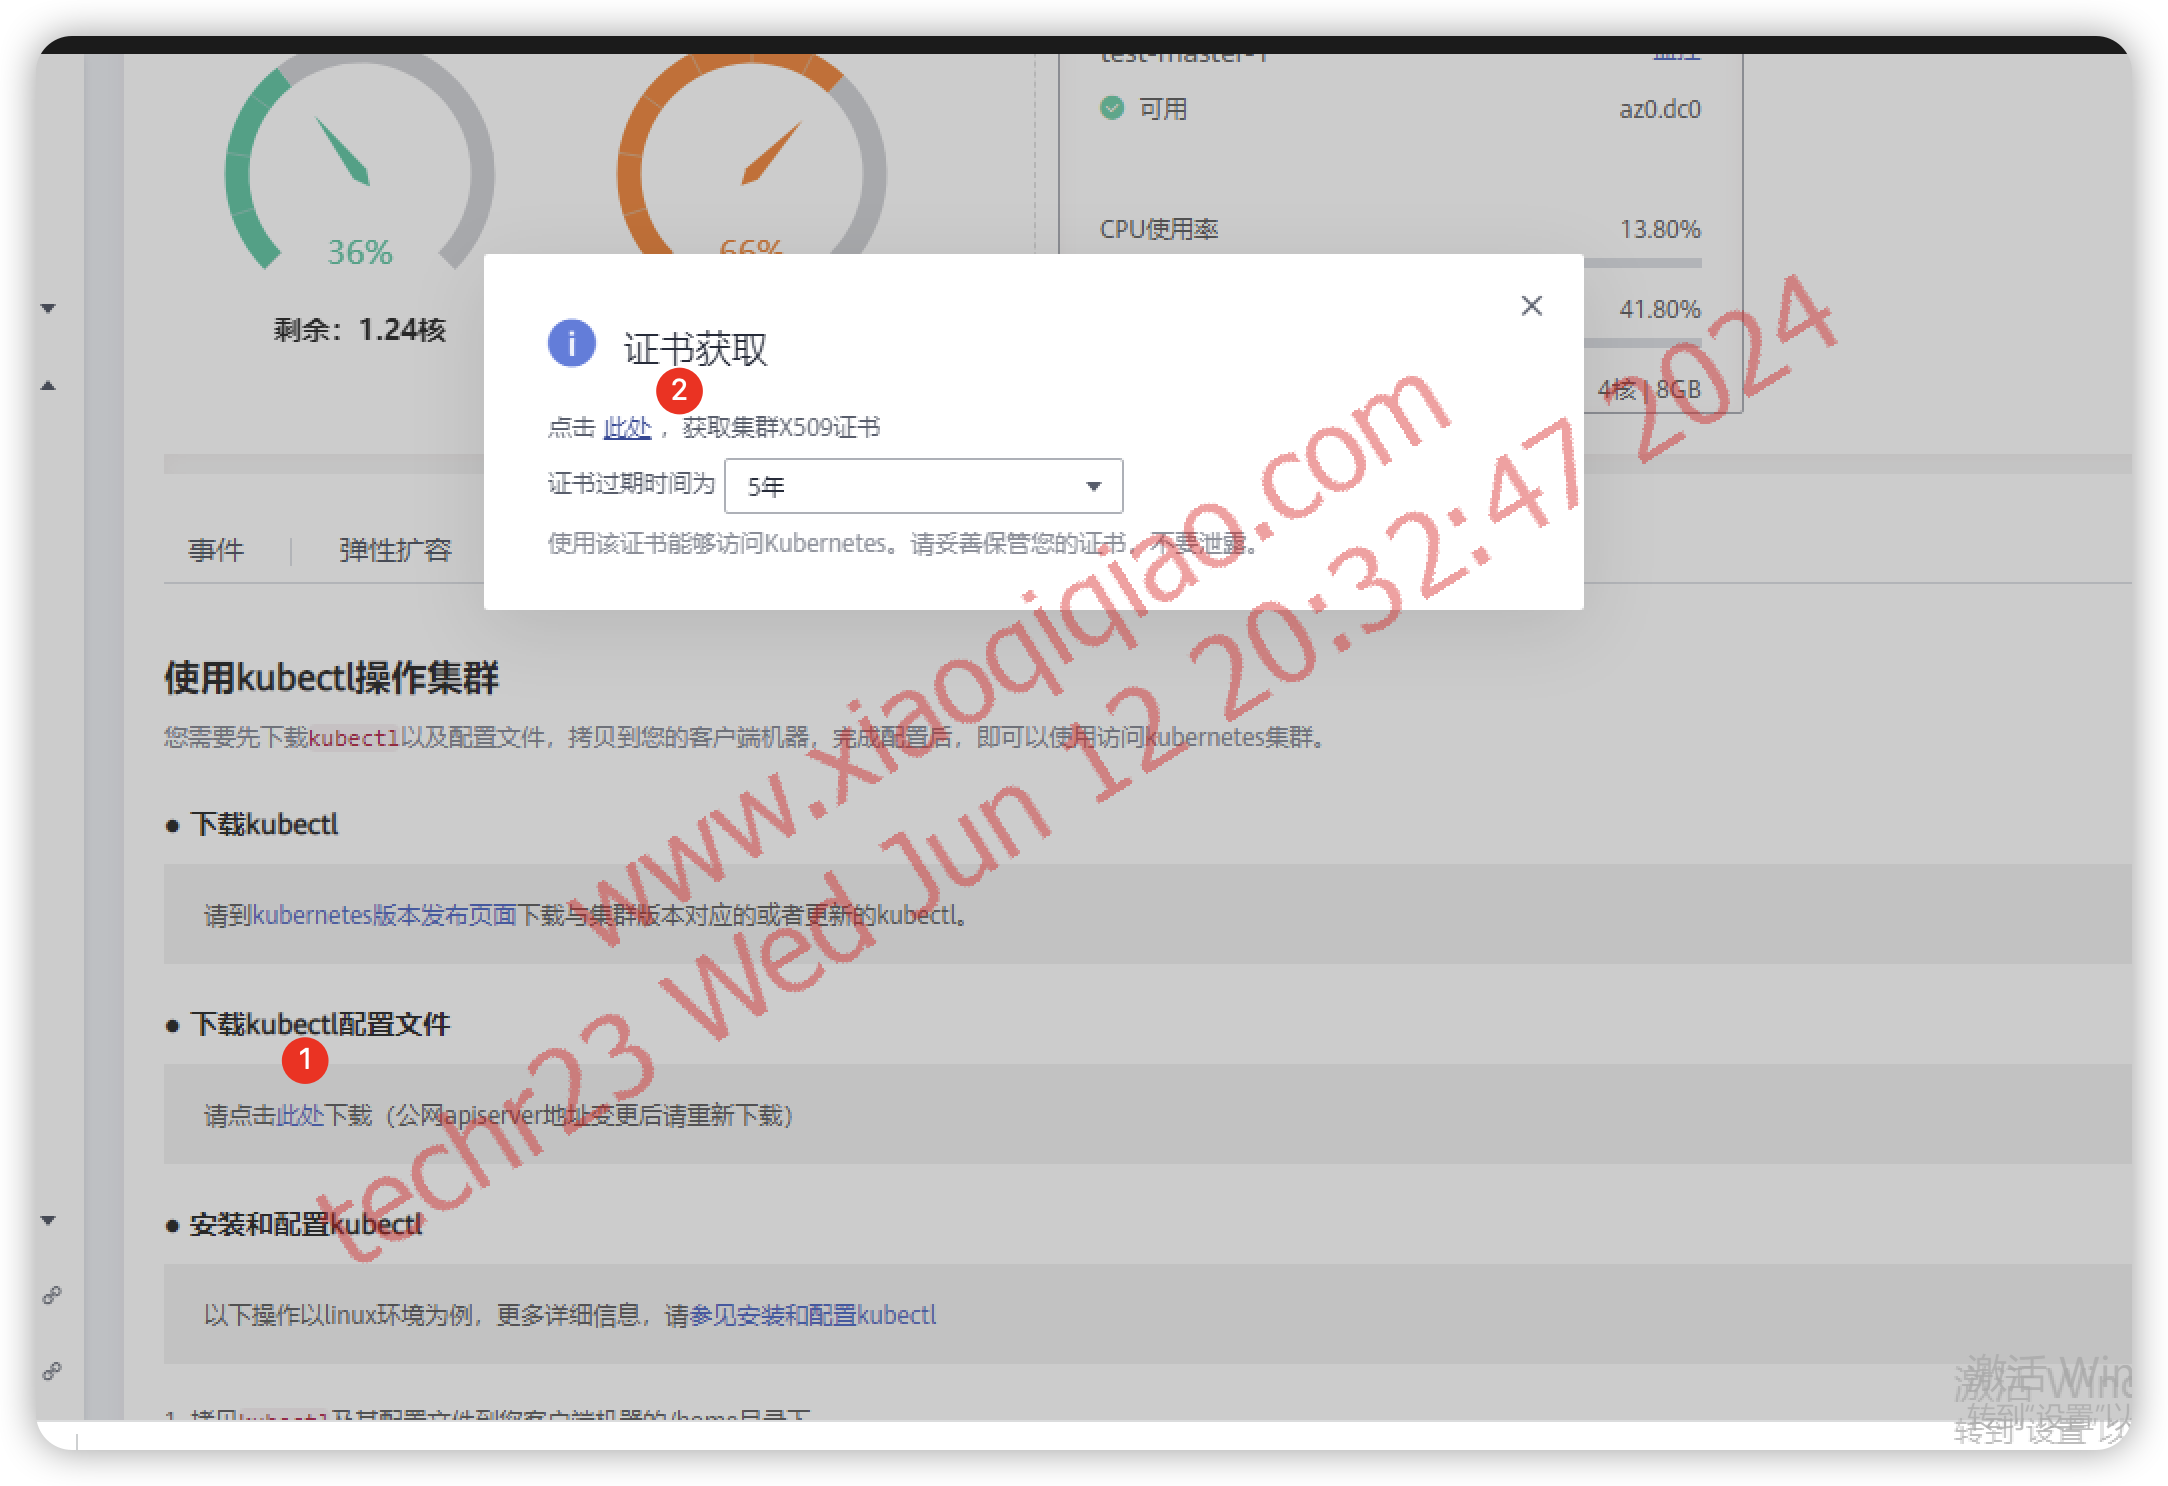 test-master-1 监控
可用 az0.dc0
CPU使用率 13.80%
36%
66%
41.80%
剩余：1.24核
4核 | 8GB
证书获取
2
点击 此处 ，获取集群X509证书
证书过期时间为 5年
使用该证书能够访问Kubernetes。请妥善保管您的证书，不要泄露。
事件
弹性扩容
使用kubectl操作集群
您需要先下载kubectl以及配置文件，拷贝到您的客户端机器，完成配置后，即可以使用访问kubernetes集群。
● 下载kubectl
请到kubernetes版本发布页面下载与集群版本对应的或者更新的kubectl。
● 下载kubectl配置文件
1
请点击此处下载（公网apiserver地址变更后请重新下载）
● 安装和配置kubectl
以下操作以linux环境为例，更多详细信息，请参见安装和配置kubectl
1. 拷贝kubectl及其配置文件到您客户端机器的/home目录下
www.xiaoqiqiao.com
techr23 Wed Jun 12 20:32:47 2024
激活 Win
激活 Wind
转到"设置"以
转到"设置"以